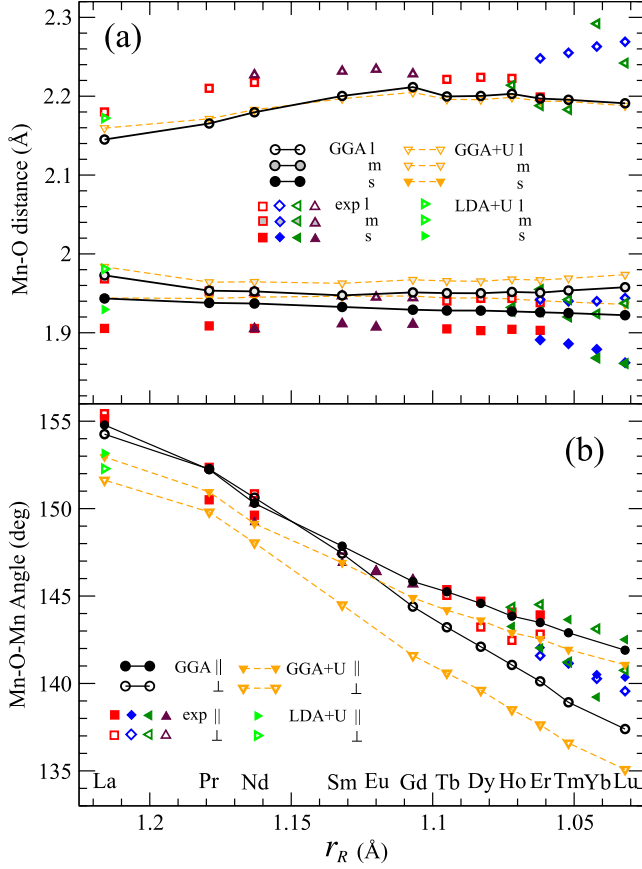 2.3
(a)
2.2
2.1
2
1.9
Mn-O distance (Å)
GGA l
m
s
GGA+U l
m
s
exp l
m
s
LDA+U l
m
s
155
(b)
150
145
140
135
Mn-O-Mn Angle (deg)
GGA ||
⊥
GGA+U ||
⊥
exp ||
⊥
LDA+U ||
⊥
La Pr Nd Sm Eu Gd Tb Dy Ho Er Tm Yb Lu
1.2 1.15 1.1 1.05
r_R (Å)